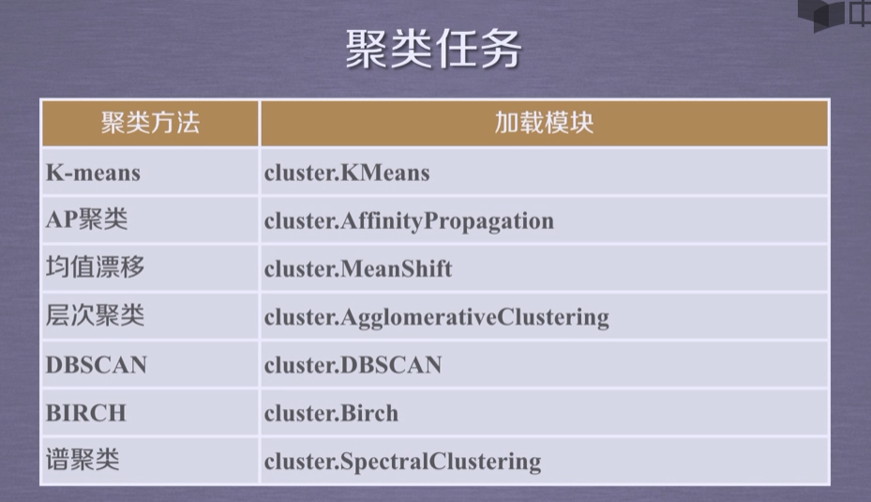 聚类任务
聚类方法 加载模块
K-means cluster.KMeans
AP聚类 cluster.AffinityPropagation
均值漂移 cluster.MeanShift
层次聚类 cluster.AgglomerativeClustering
DBSCAN cluster.DBSCAN
BIRCH cluster.Birch
谱聚类 cluster.SpectralClustering